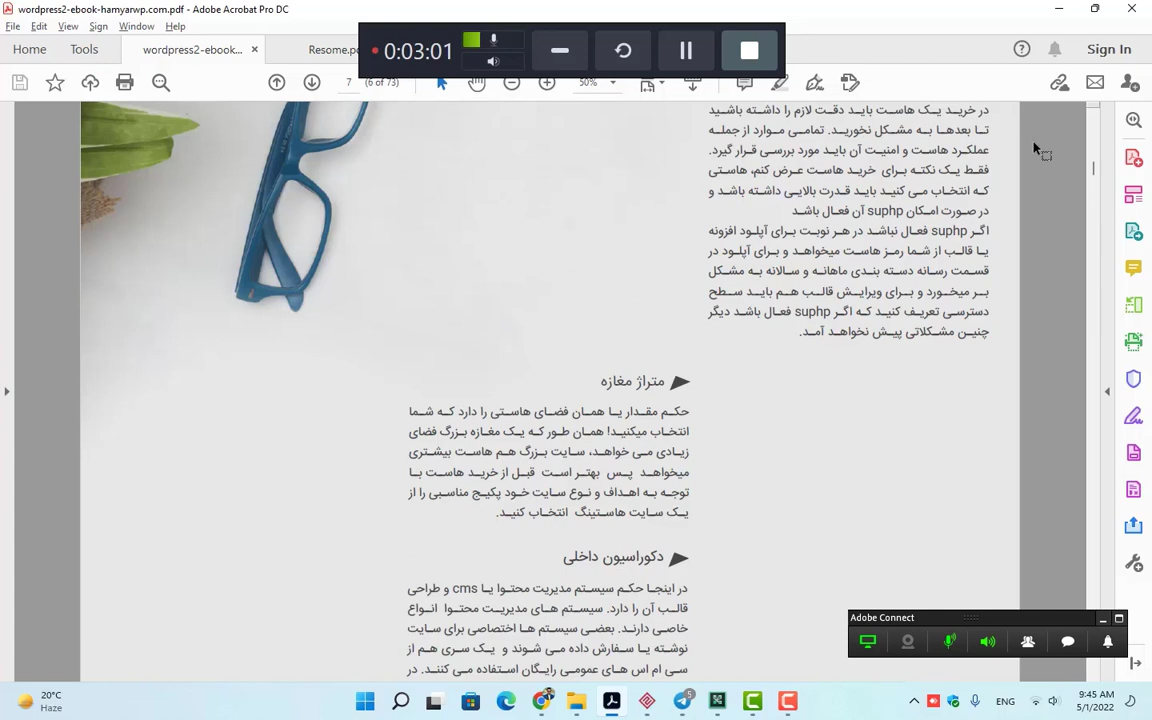 wordpress2-ebook-hamyarwp.com.pdf - Adobe Acrobat Pro DC
File Edit View Sign Window Help
Home Tools wordpress2-ebook... × Resome.p
0:03:01
Sign In
7 (6 of 73) 50%
در خرید یک هاست باید دقت لازم را داشته باشید
تا بعدها به مشکل نخورید. تمامی موارد از جمله
عملکرد هاست و امنیت آن باید مورد بررسی قرار گیرد.
فقط یک نکته برای خرید هاست عرض کنم، هاستی
که انتخاب می کنید باید قدرت بالایی داشته باشد و
در صورت امکان suphp آن فعال باشد
اگر suphp فعال نباشد در هر نوبت برای آپلود افزونه
یا قالب از شما رمز هاست میخواهد و برای آپلود در
قسمت رسانه دسته بندی ماهانه و سالانه به مشکل
بر میخورد و برای ویرایش قالب هم باید سطح
دسترسی تعریف کنید که اگر suphp فعال باشد دیگر
چنین مشکلاتی پیش نخواهد آمد.
متراژ مغازه
حکم مقدار یا همان فضای هاستی را دارد که شما
انتخاب میکنید! همان طور که یک مغازه بزرگ فضای
زیادی می خواهد، سایت بزرگ هم هاست بیشتری
میخواهد پس بهتر است قبل از خرید هاست با
توجه به اهداف و نوع سایت خود پکیج مناسبی را از
یک سایت هاستینگ انتخاب کنید.
دکوراسیون داخلی
در اینجا حکم سیستم مدیریت محتوا یا cms و طراحی
قالب آن را دارد. سیستم های مدیریت محتوا انواع
خاصی دارند. بعضی سیستم ها اختصاصی برای سایت
نوشته یا سفارش داده می شوند و یک سری هم از
سی ام اس های عمومی رایگان استفاده می کنند. در
Adobe Connect
20°C
Haze
5
ENG
9:45 AM
5/1/2022